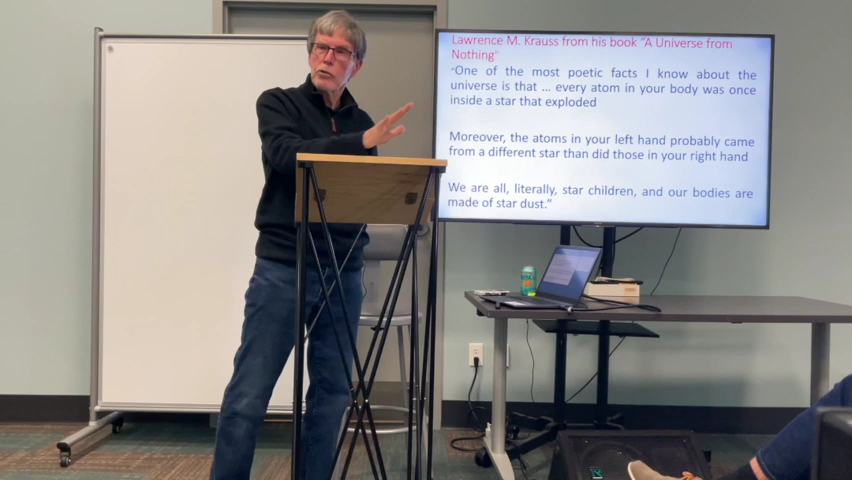 Lawrence M. Krauss from his book "A Universe from
Nothing"
"One of the most poetic facts I know about the
universe is that ... every atom in your body was once
inside a star that exploded
Moreover, the atoms in your left hand probably came
from a different star than did those in your right hand
We are all, literally, star children, and our bodies are
made of star dust."